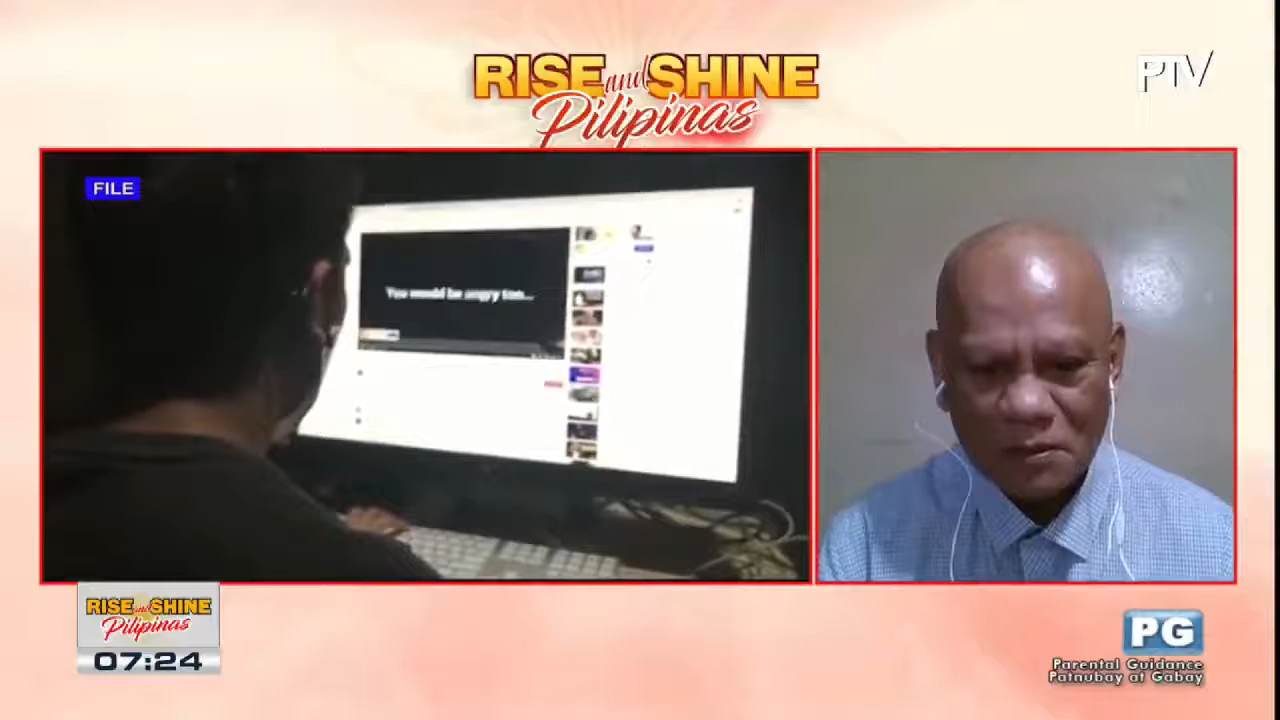 RISE and SHINE
Pilipinas
PTV
FILE
You would be angry too...
RISE and SHINE
Pilipinas
07:24
PG
Parental Guidance
Patnubay at Gabay